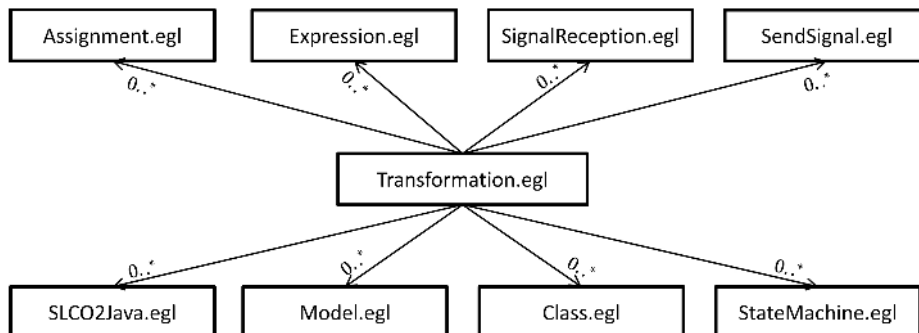 Assignment.egl
Expression.egl
SignalReception.egl
SendSignal.egl
0..*
0..*
0..*
0..*
Transformation.egl
0..*
0..*
0..*
0..*
SLCO2Java.egl
Model.egl
Class.egl
StateMachine.egl